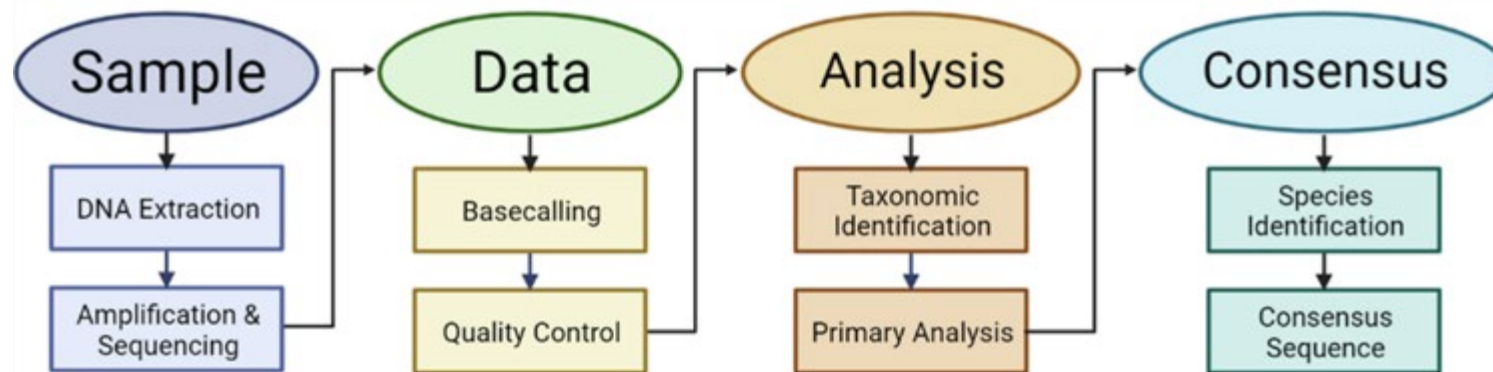 Sample
DNA Extraction
Amplification &
Sequencing
Data
Basecalling
Quality Control
Analysis
Taxonomic
Identification
Primary Analysis
Consensus
Species
Identification
Consensus
Sequence